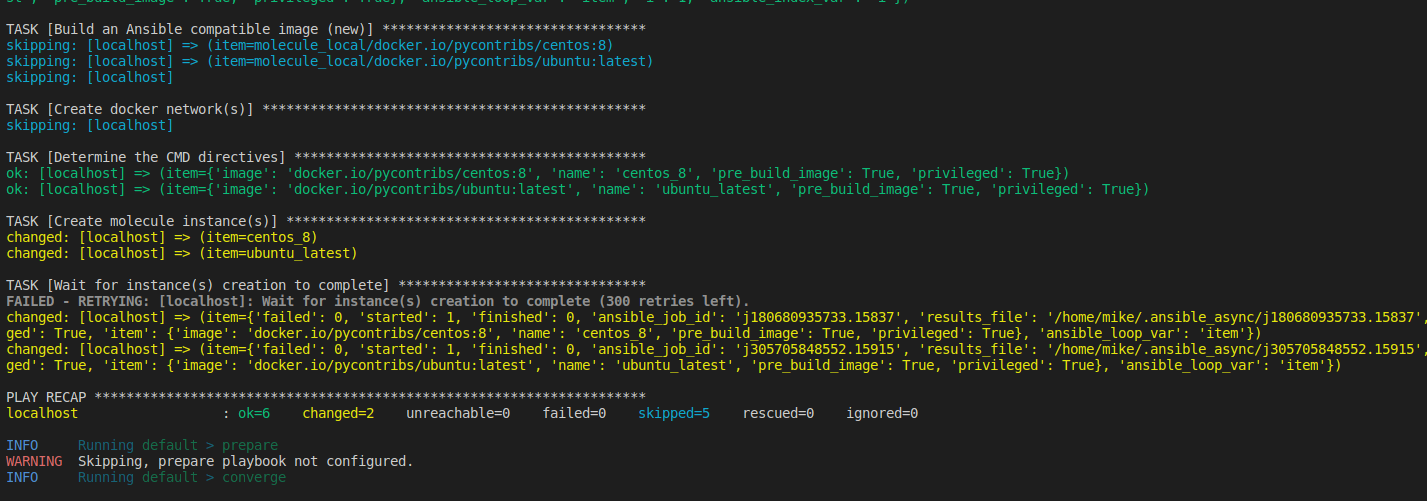 st', 'pre_build_image': True, 'privileged': True}, 'ansible_loop_var': 'item', 'i': 1, 'ansible_index_var': 'i'})
TASK [Build an Ansible compatible image (new)] *********************************
skipping: [localhost] => (item=molecule_local/docker.io/pycontribs/centos:8)
skipping: [localhost] => (item=molecule_local/docker.io/pycontribs/ubuntu:latest)
skipping: [localhost]
TASK [Create docker network(s)] ************************************************
skipping: [localhost]
TASK [Determine the CMD directives] ********************************************
ok: [localhost] => (item={'image': 'docker.io/pycontribs/centos:8', 'name': 'centos_8', 'pre_build_image': True, 'privileged': True})
ok: [localhost] => (item={'image': 'docker.io/pycontribs/ubuntu:latest', 'name': 'ubuntu_latest', 'pre_build_image': True, 'privileged': True})
TASK [Create molecule instance(s)] *********************************************
changed: [localhost] => (item=centos_8)
changed: [localhost] => (item=ubuntu_latest)
TASK [Wait for instance(s) creation to complete] *******************************
FAILED - RETRYING: [localhost]: Wait for instance(s) creation to complete (300 retries left).
changed: [localhost] => (item={'failed': 0, 'started': 1, 'finished': 0, 'ansible_job_id': 'j180680935733.15837', 'results_file': '/home/mike/.ansible_async/j180680935733.15837',
ged': True, 'item': {'image': 'docker.io/pycontribs/centos:8', 'name': 'centos_8', 'pre_build_image': True, 'privileged': True}, 'ansible_loop_var': 'item'})
changed: [localhost] => (item={'failed': 0, 'started': 1, 'finished': 0, 'ansible_job_id': 'j305705848552.15915', 'results_file': '/home/mike/.ansible_async/j305705848552.15915',
ged': True, 'item': {'image': 'docker.io/pycontribs/ubuntu:latest', 'name': 'ubuntu_latest', 'pre_build_image': True, 'privileged': True}, 'ansible_loop_var': 'item'})
PLAY RECAP *********************************************************************
localhost                  : ok=6    changed=2    unreachable=0    failed=0    skipped=5    rescued=0    ignored=0
INFO     Running default > prepare
WARNING  Skipping, prepare playbook not configured.
INFO     Running default > converge